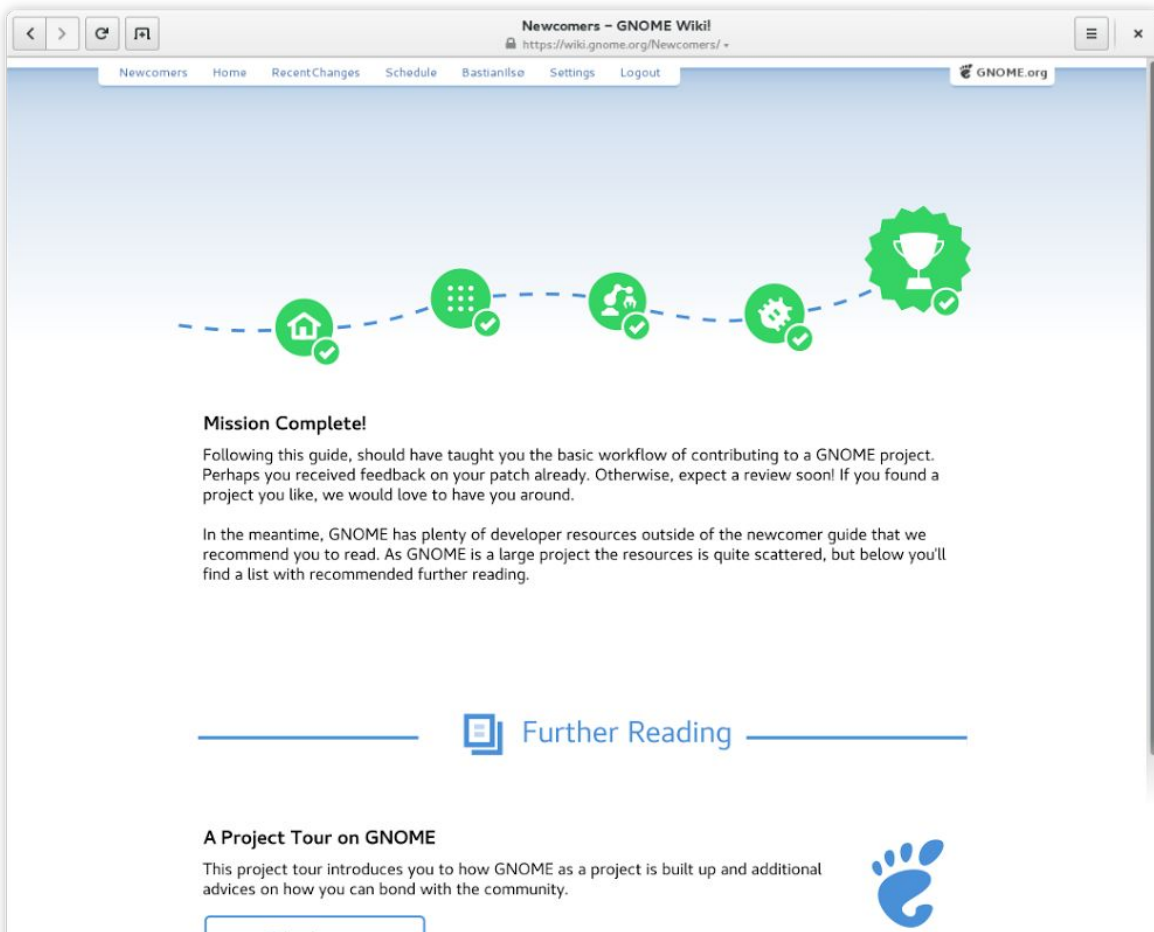 Newcomers – GNOME Wiki!
https://wiki.gnome.org/Newcomers/
Newcomers Home RecentChanges Schedule BastianIlsø Settings Logout GNOME.org
Mission Complete!
Following this guide, should have taught you the basic workflow of contributing to a GNOME project.
Perhaps you received feedback on your patch already. Otherwise, expect a review soon! If you found a
project you like, we would love to have you around.
In the meantime, GNOME has plenty of developer resources outside of the newcomer guide that we
recommend you to read. As GNOME is a large project the resources is quite scattered, but below you'll
find a list with recommended further reading.
Further Reading
A Project Tour on GNOME
This project tour introduces you to how GNOME as a project is built up and additional
advices on how you can bond with the community.